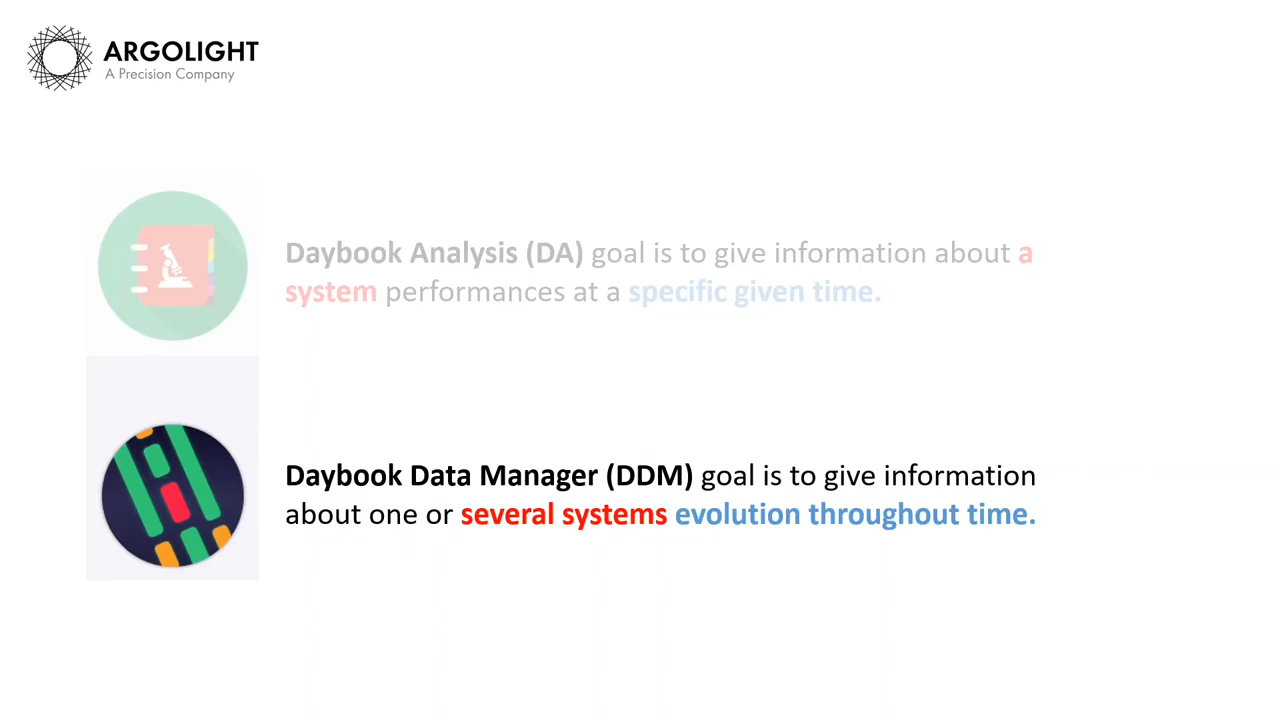 ARGOLIGHT
A Precision Company
Daybook Analysis (DA) goal is to give information about a
system performances at a specific given time.
Daybook Data Manager (DDM) goal is to give information
about one or several systems evolution throughout time.